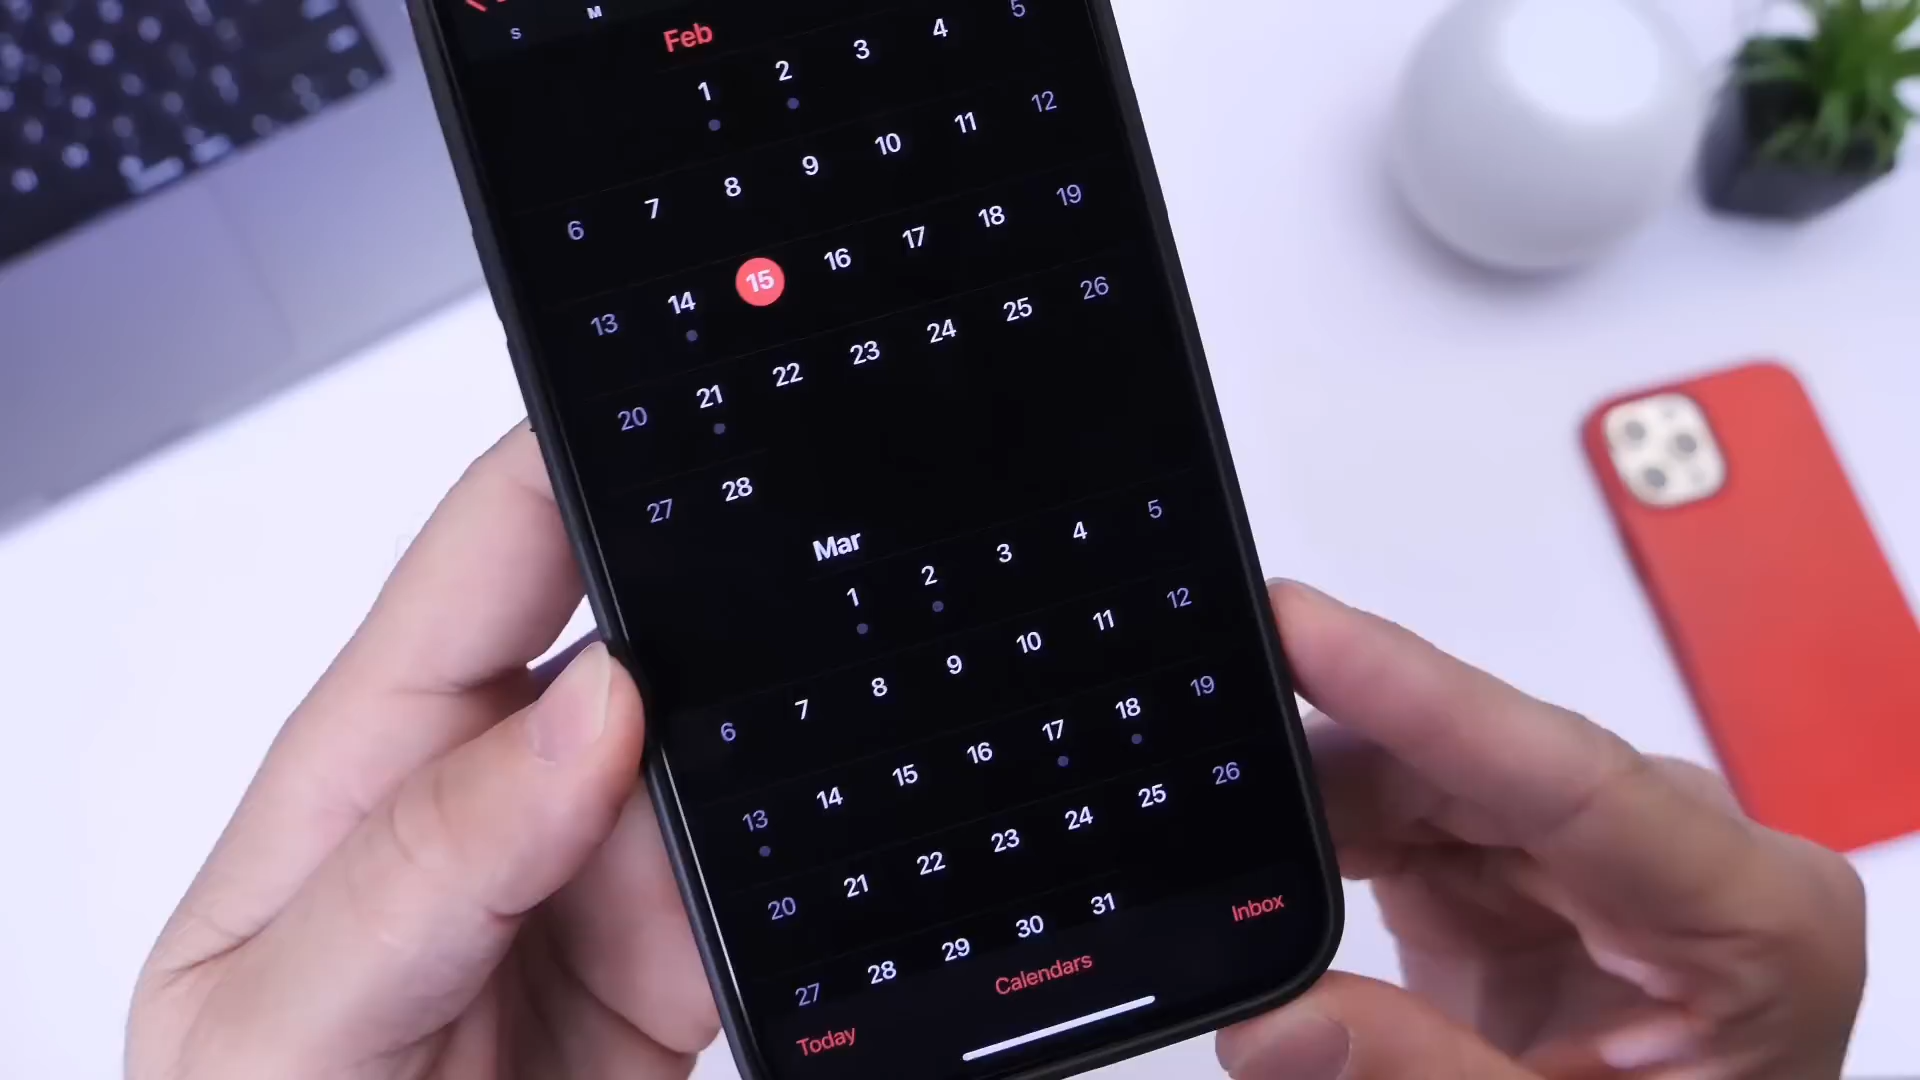 S M
Feb
1 2 3 4 5
6 7 8 9 10 11 12
13 14 15 16 17 18 19
20 21 22 23 24 25 26
27 28
Mar
1 2 3 4 5
6 7 8 9 10 11 12
13 14 15 16 17 18 19
20 21 22 23 24 25 26
27 28 29 30 31
Today Calendars Inbox